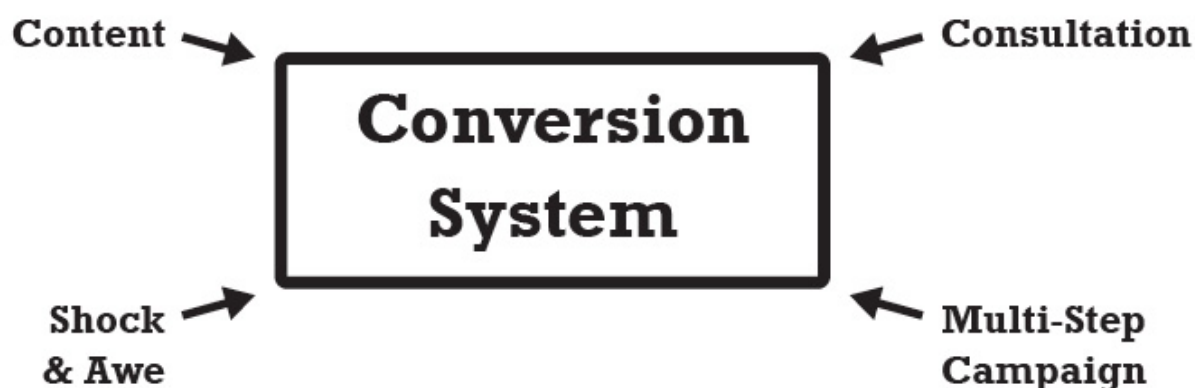 Content
Consultation
Conversion
System
Shock
& Awe
Multi-Step
Campaign